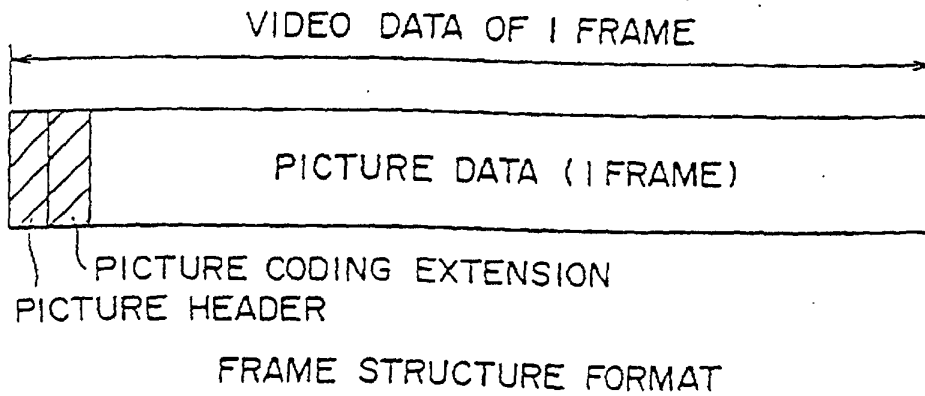 VIDEO DATA OF 1 FRAME
PICTURE DATA (1 FRAME)
PICTURE CODING EXTENSION
PICTURE HEADER
FRAME STRUCTURE FORMAT